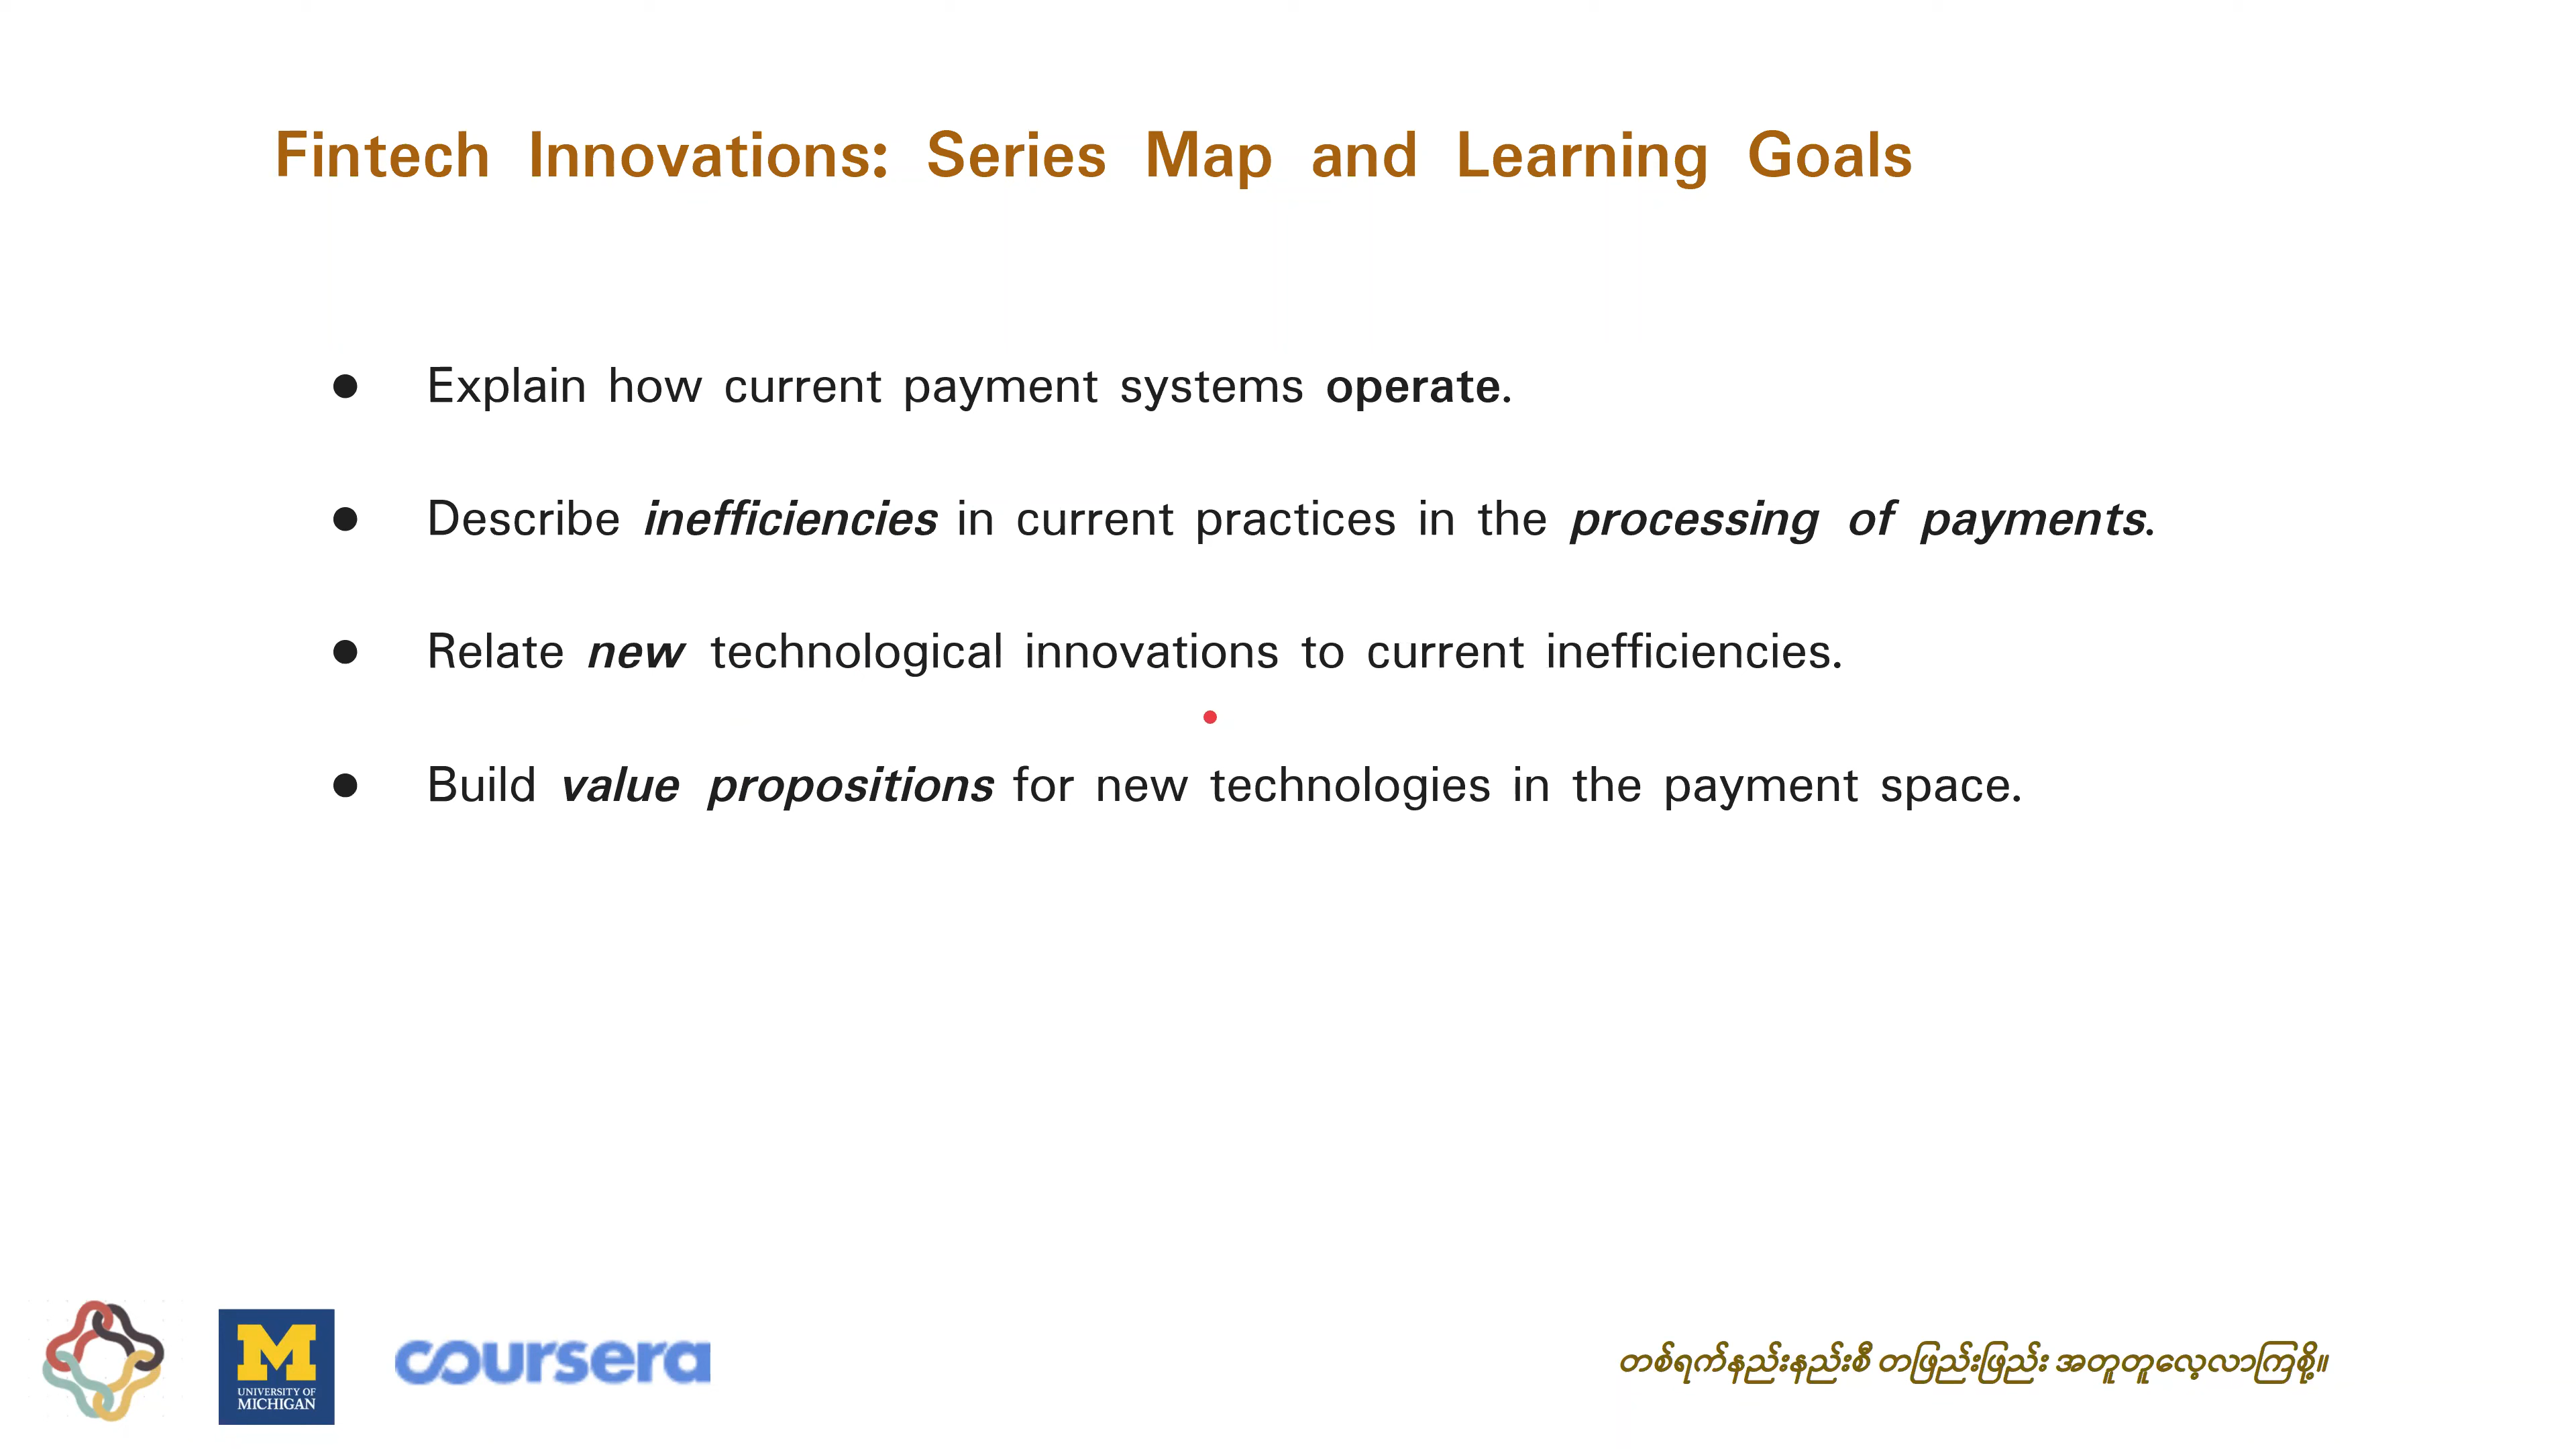 Fintech Innovations: Series Map and Learning Goals
● Explain how current payment systems operate.
● Describe inefficiencies in current practices in the processing of payments.
● Relate new technological innovations to current inefficiencies.
● Build value propositions for new technologies in the payment space.
M
UNIVERSITY OF
MICHIGAN
coursera
တစ်ရက်နည်းနည်းစီ တဖြည်းဖြည်း အတူတူလေ့လာကြစို့။